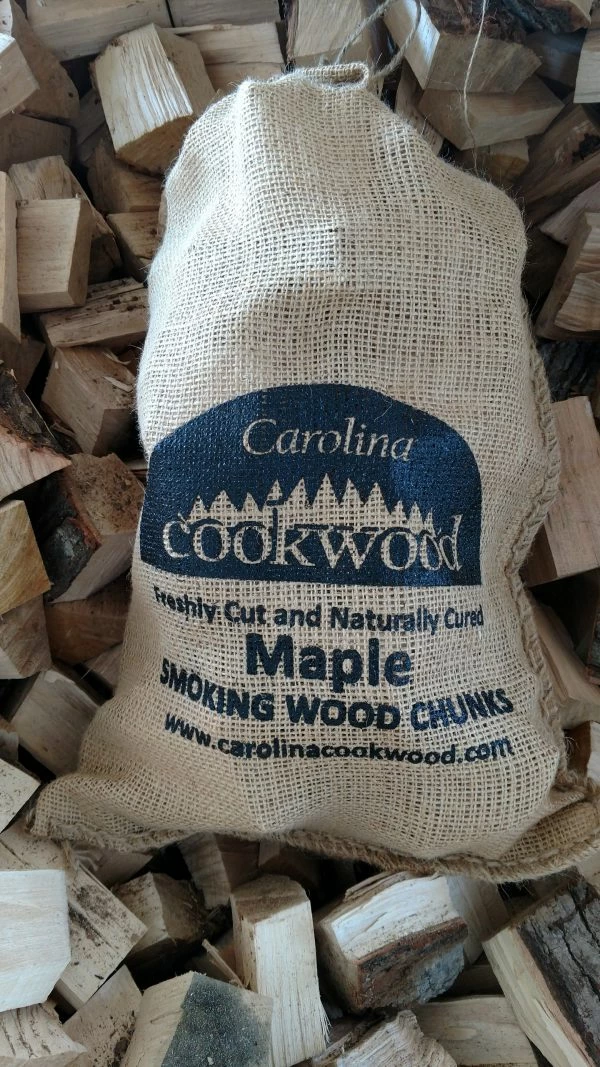 Carolina
cookwood
Freshly Cut and Naturally Cured
Maple
SMOKING WOOD CHUNKS
www.carolinacookwood.com